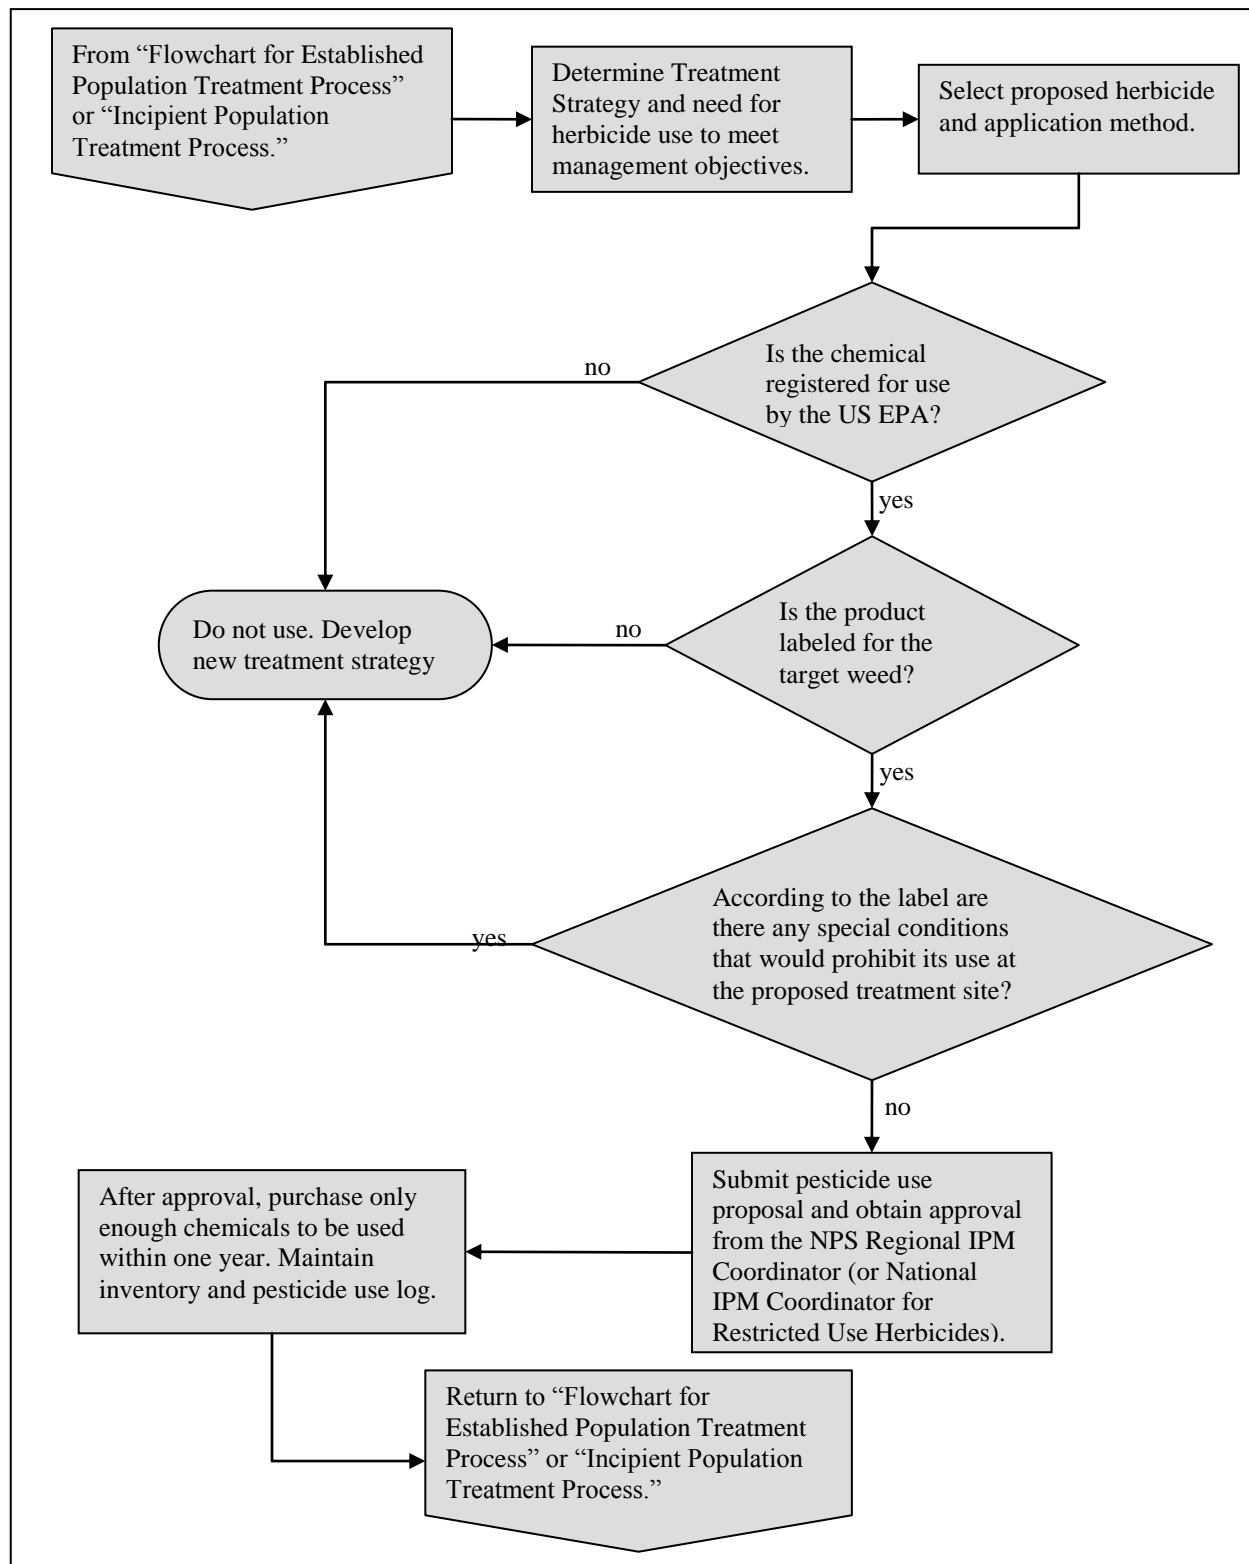 From “Flowchart for Established
Population Treatment Process”
or “Incipient Population
Treatment Process.”
Determine Treatment
Strategy and need for
herbicide use to meet
management objectives.
Select proposed herbicide
and application method.
Is the chemical
registered for use
by the US EPA?
no
yes
Is the product
labeled for the
target weed?
no
Do not use. Develop
new treatment strategy
yes
According to the label are
there any special conditions
that would prohibit its use at
the proposed treatment site?
yes
no
Submit pesticide use
proposal and obtain approval
from the NPS Regional IPM
Coordinator (or National
IPM Coordinator for
Restricted Use Herbicides).
After approval, purchase only
enough chemicals to be used
within one year. Maintain
inventory and pesticide use log.
Return to “Flowchart for
Established Population Treatment
Process” or “Incipient Population
Treatment Process.”